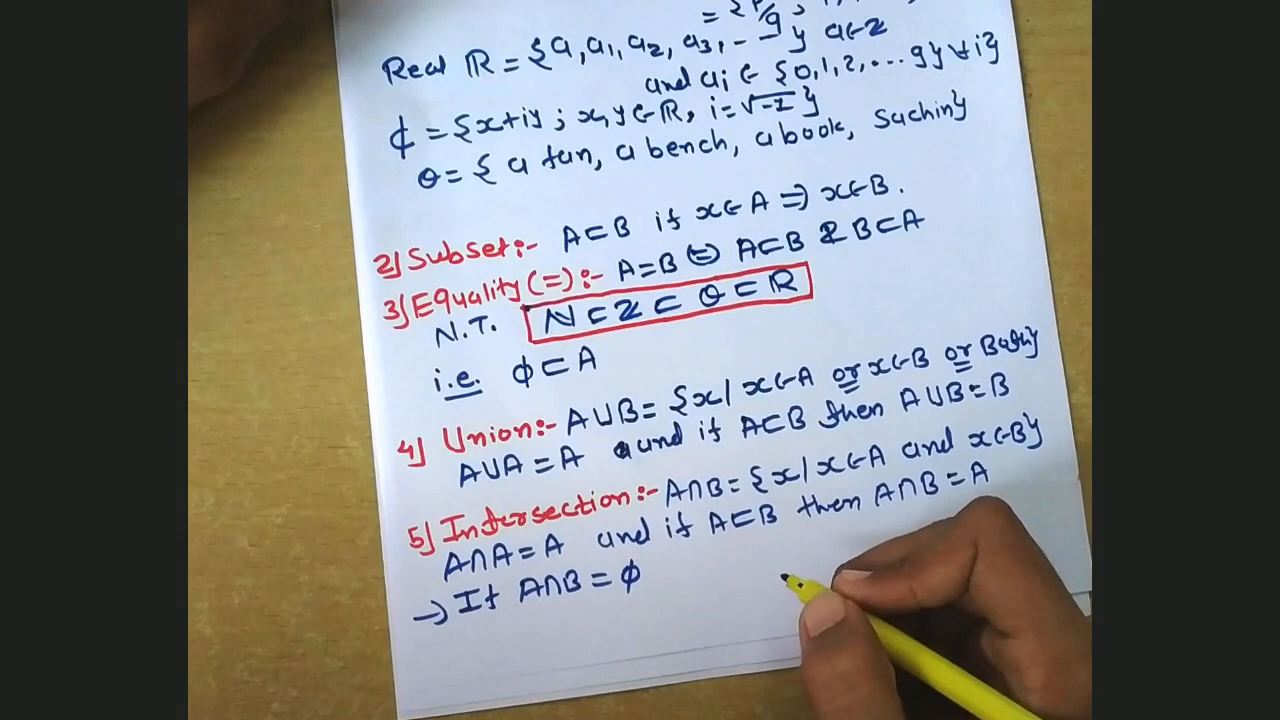 = {p/q ;
Real ℝ = {a, a₁, a₂, a₃, - - } a∈ℤ
and aᵢ ∈ {0, 1, 2, ... 9} ∀ i}
ℂ = {x+iy ; x, y ∈ ℝ, i = √-1}
θ = { a fan, a bench, a book, Sachin}
2) Subset:- A⊂B if x∈A ⇒ x∈B.
3) Equality (=) :- A=B ⇔ A⊂B & B⊂A
N.T. ℕ ⊂ ℤ ⊂ ℚ ⊂ ℝ
i.e. ϕ ⊂ A
4) Union:- A∪B = {x/ x∈A or x∈B or Both}
A∪A = A and if A⊂B then A∪B = B
5) Intersection:- A∩B = {x/ x∈A and x∈B}
A∩A = A and if A⊂B then A∩B = A
→ If A∩B = ϕ